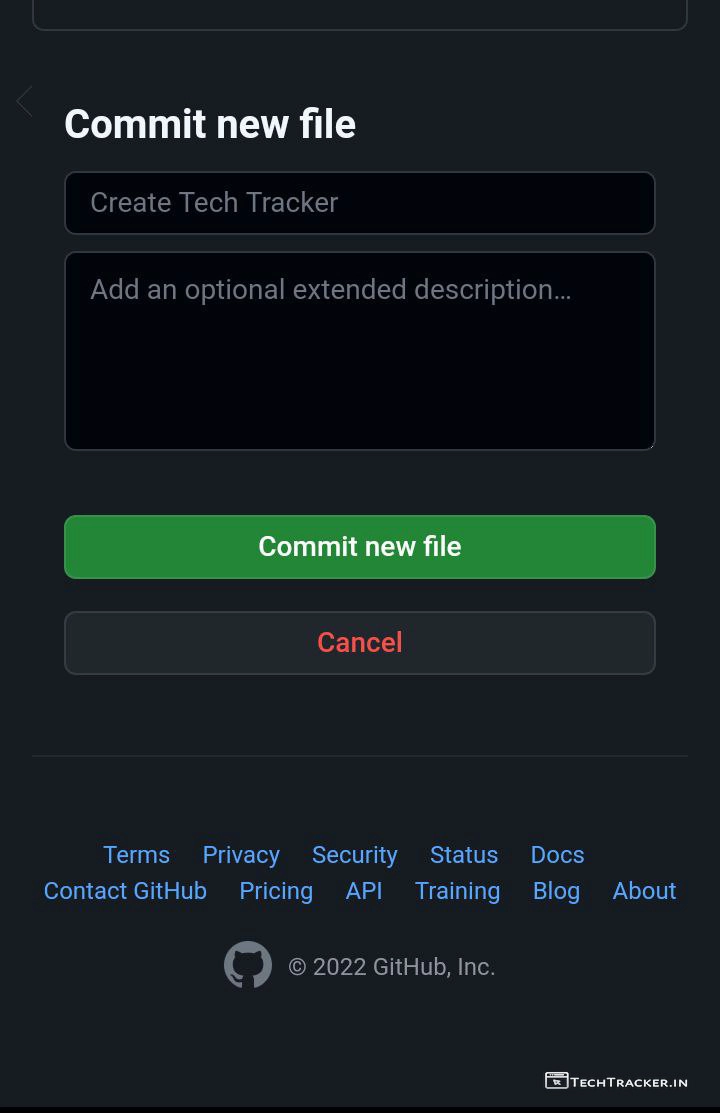 Commit new file
Create Tech Tracker
Add an optional extended description...
Commit new file
Cancel
Terms Privacy Security Status Docs
Contact GitHub Pricing API Training Blog About
© 2022 GitHub, Inc.
TECHTRACKER.IN